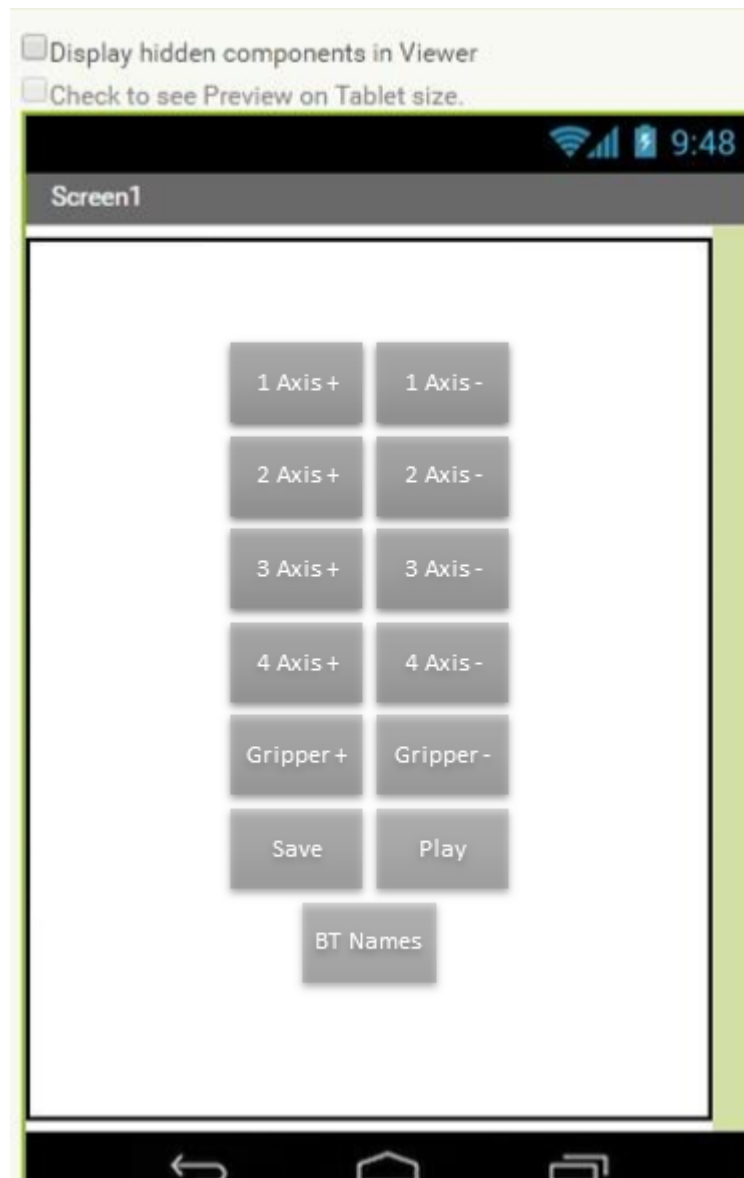 Display hidden components in Viewer
Check to see Preview on Tablet size.
9:48
Screen1
1 Axis + 1 Axis -
2 Axis + 2 Axis -
3 Axis + 3 Axis -
4 Axis + 4 Axis -
Gripper + Gripper -
Save Play
BT Names